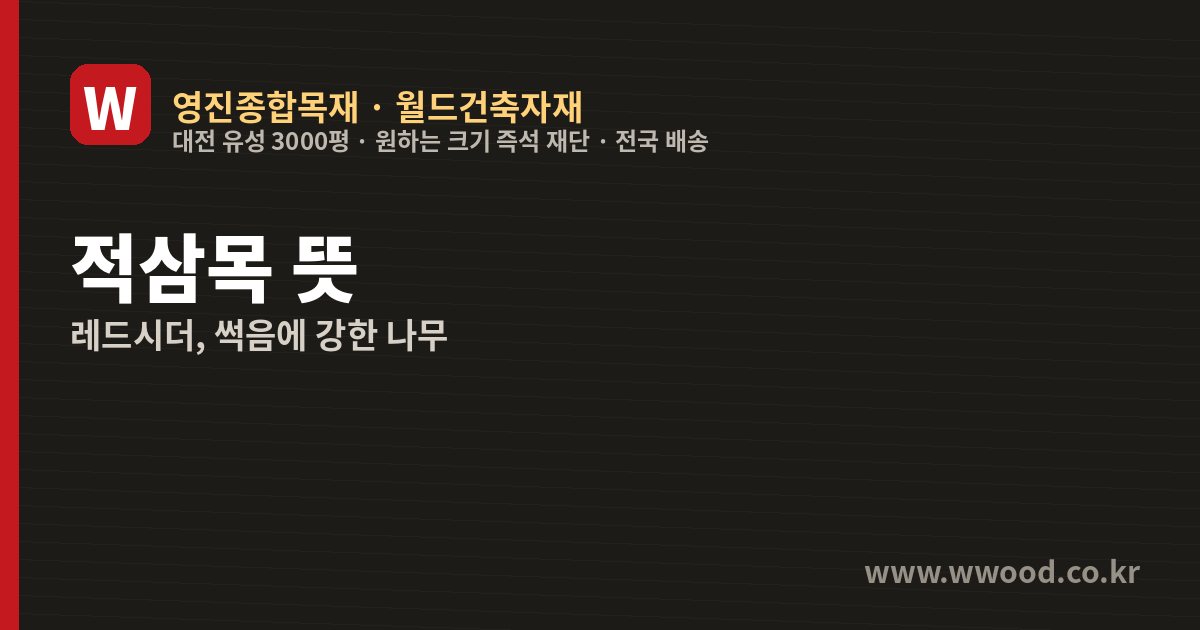 W
영진종합목재 · 월드건축자재
대전 유성 3000평 · 원하는 크기 즉석 재단 · 전국 배송
적삼목 뜻
레드시더, 썩음에 강한 나무
www.wwood.co.kr